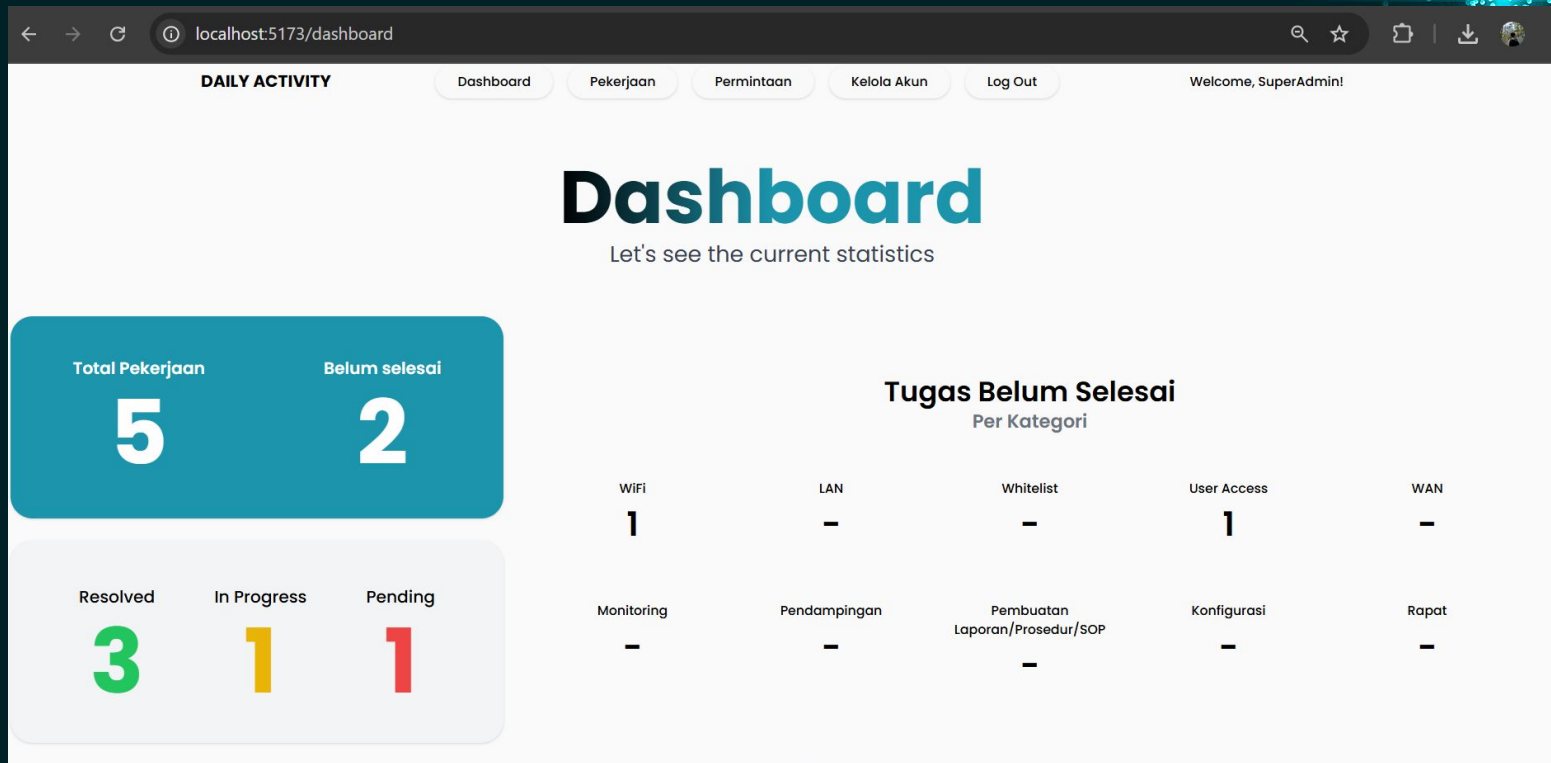 localhost:5173/dashboard
DAILY ACTIVITY
Dashboard
Pekerjaan
Permintaan
Kelola Akun
Log Out
Welcome, SuperAdmin!
Dashboard
Let's see the current statistics
Total Pekerjaan
5
Belum selesai
2
Resolved
3
In Progress
1
Pending
1
Tugas Belum Selesai
Per Kategori
WiFi
1
LAN
-
Whitelist
-
User Access
1
WAN
-
Monitoring
-
Pendampingan
-
Pembuatan
Laporan/Prosedur/SOP
-
Konfigurasi
-
Rapat
-